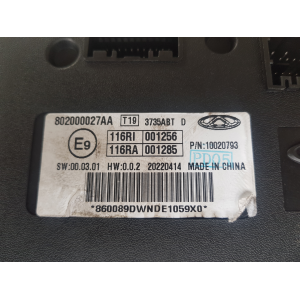 802000027AA T19 3735ABT D
E9 116RI 001256
116RA 001285 P/N:10020793
PD05
SW:00.03.01 HW:0.0.2 20220414 MADE IN CHINA
*860089DWNDE1059X0*